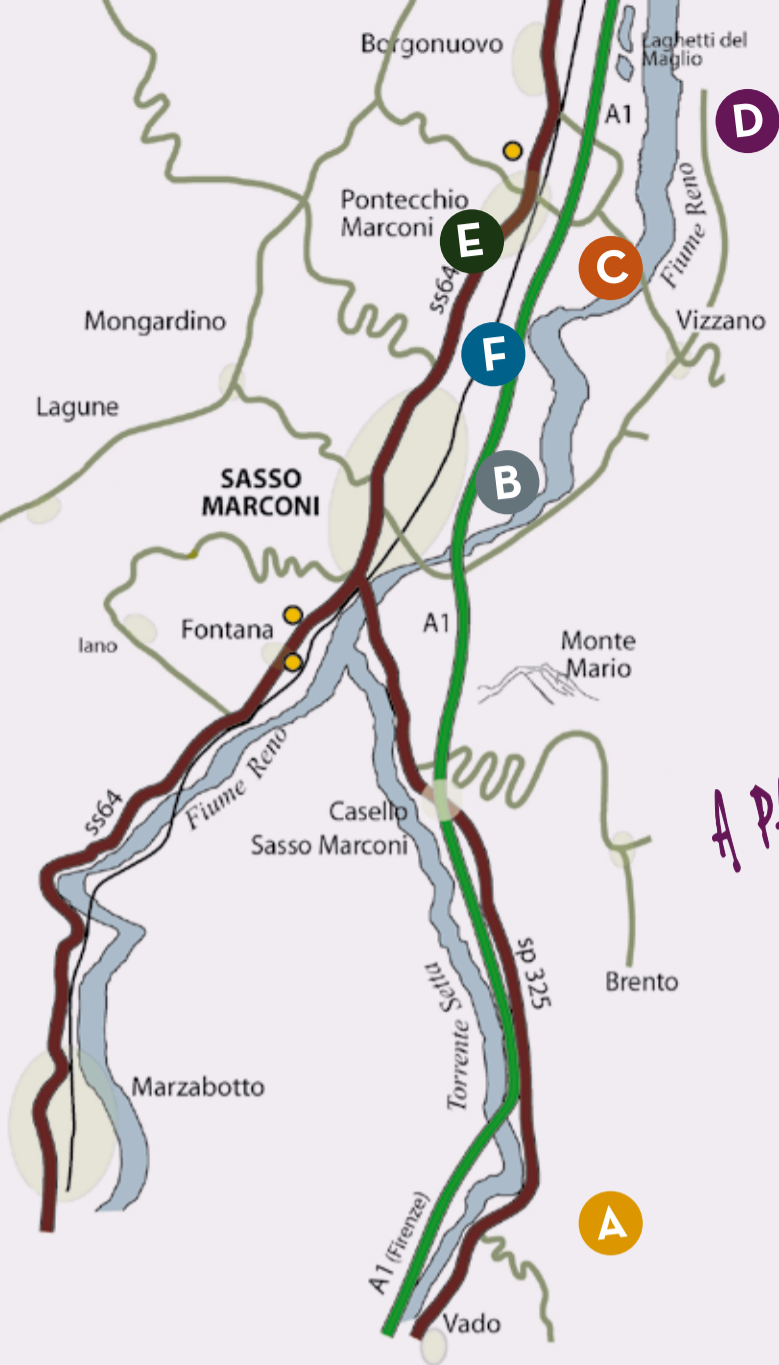 Borgonuovo
Laghetti del
Maglio
A1
D
Pontecchio
Marconi
E
Fiume Reno
C
ss64
Mongardino
Vizzano
F
Lagune
SASSO
MARCONI
B
Fontana
A1
Iano
Monte
Mario
Fiume Reno
ss64
Casello
Sasso Marconi
A
sp 325
Torrente Setta
Brento
Marzabotto
A
A1 (Firenze)
Vado